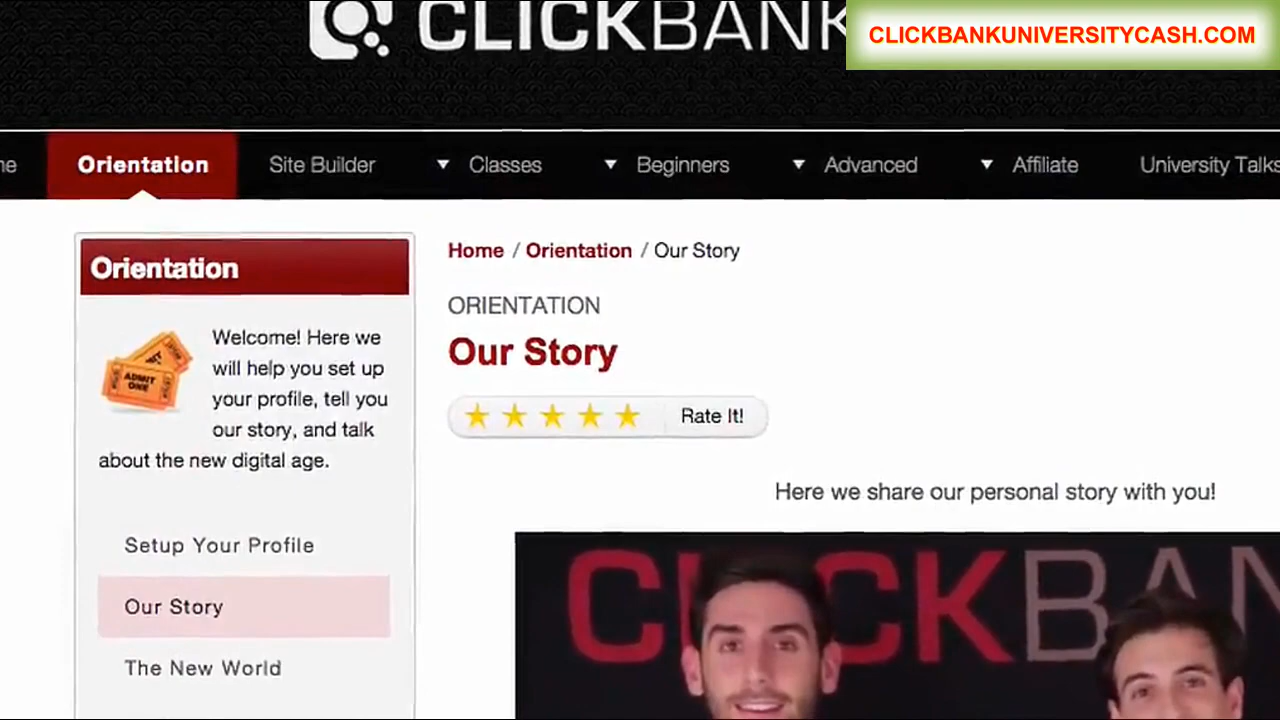 CLICKBANK
CLICKBANKUNIVERSITYCASH.COM
Orientation
Site Builder
Classes
Beginners
Advanced
Affiliate
University Talks
Orientation
ADMIT
ONE
Welcome! Here we
will help you set up
your profile, tell you
our story, and talk
about the new digital age.
Setup Your Profile
Our Story
The New World
Home / Orientation / Our Story
ORIENTATION
Our Story
Rate It!
Here we share our personal story with you!
CLICKBAN